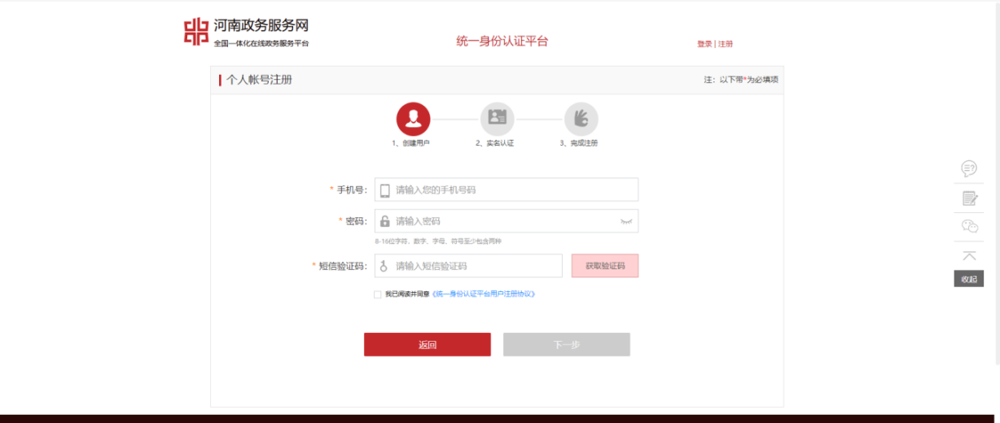 河南政务服务网
全国一体化在线政务服务平台
统一身份认证平台
登录 | 注册
个人帐号注册
注：以下带*为必填项
1、创建用户
2、实名认证
3、完成注册
* 手机号：
请输入您的手机号码
* 密码：
请输入密码
8-16位字符，数字、字母、符号至少包含两种
* 短信验证码：
请输入短信验证码
获取验证码
我已阅读并同意《统一身份认证平台用户注册协议》
返回
下一步
收起